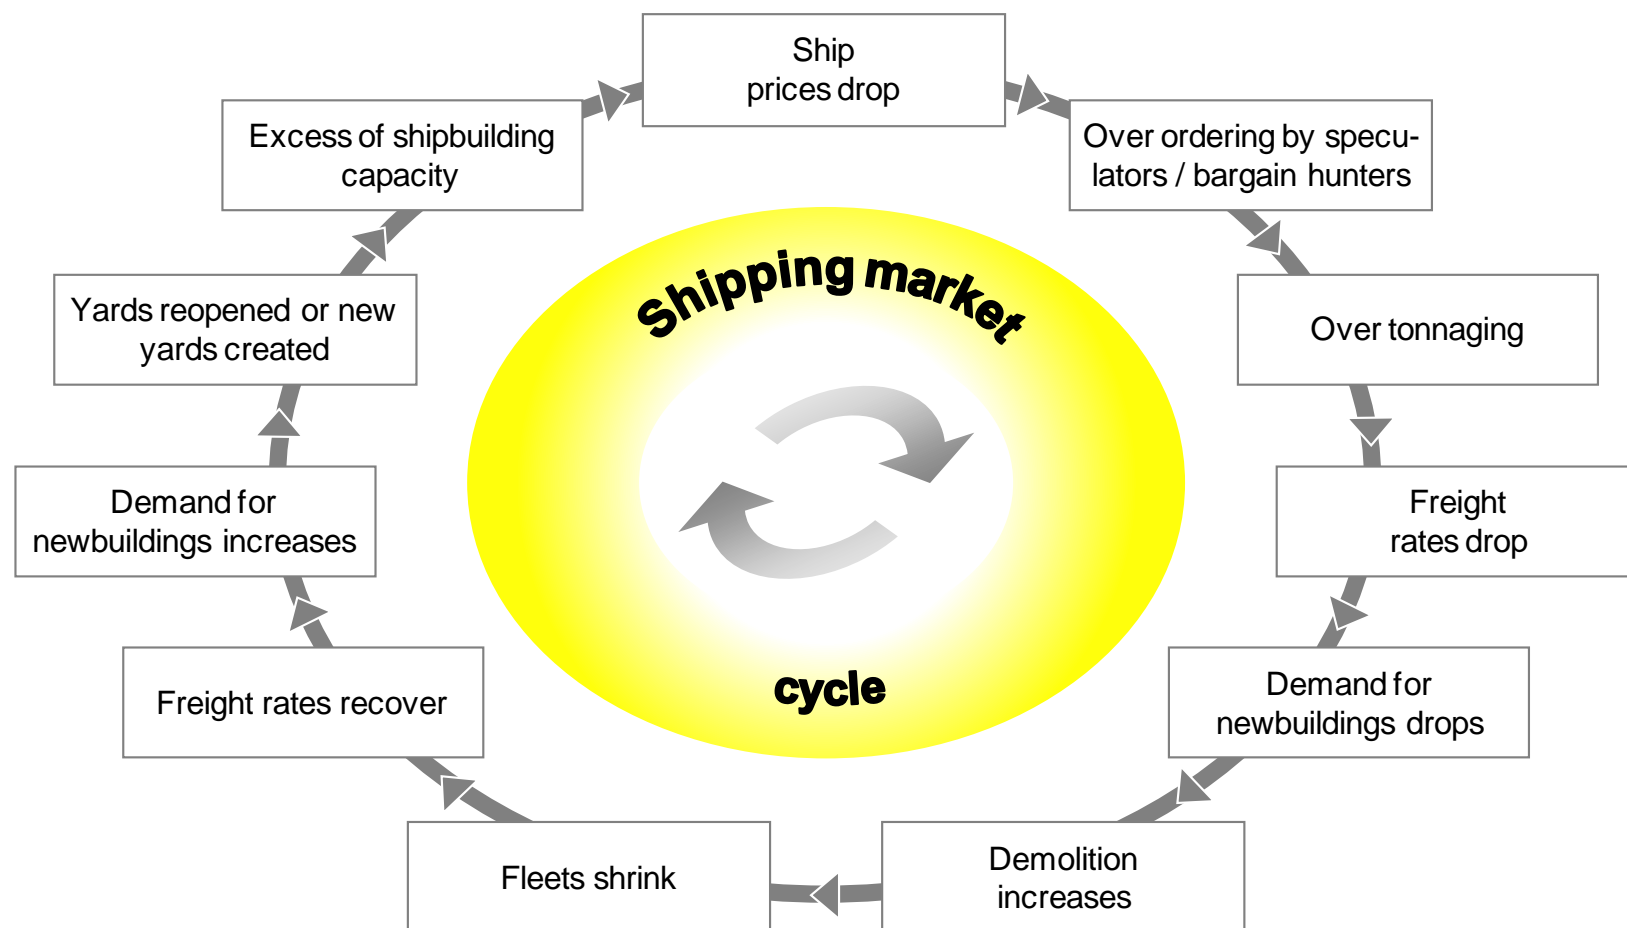 Ship
prices drop
Over ordering by specu-
lators / bargain hunters
Over tonnaging
Freight
rates drop
Demand for
newbuildings drops
Demolition
increases
Fleets shrink
Freight rates recover
Demand for
newbuildings increases
Yards reopened or new
yards created
Excess of shipbuilding
capacity
Shipping market
cycle